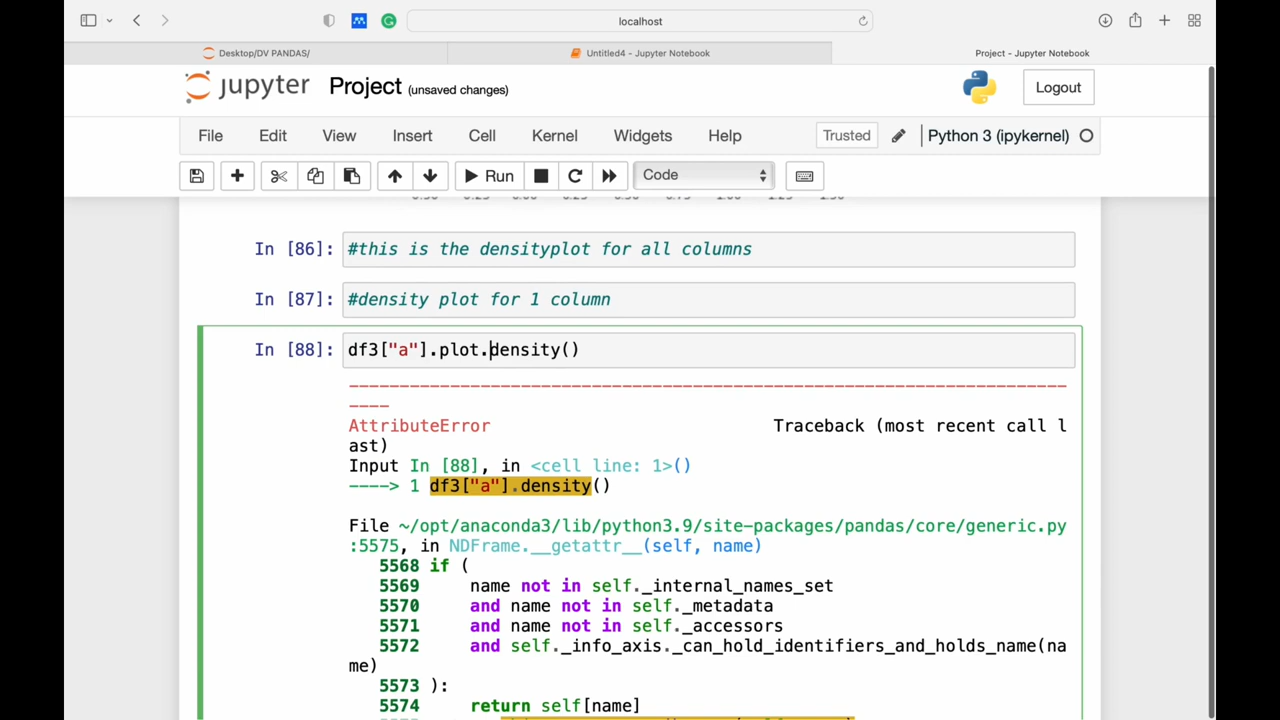 localhost
Desktop/DV PANDAS/
Untitled4 - Jupyter Notebook
Project - Jupyter Notebook
jupyter Project (unsaved changes)
Logout
File Edit View Insert Cell Kernel Widgets Help Trusted Python 3 (ipykernel)
Run Code
In [86]: #this is the densityplot for all columns
In [87]: #density plot for 1 column
In [88]: df3["a"].plot.density()
---------------------------------------------------------------------------
AttributeError Traceback (most recent call l
ast)
Input In [88], in <cell line: 1>()
----> 1 df3["a"].density()
File ~/opt/anaconda3/lib/python3.9/site-packages/pandas/core/generic.py
:5575, in NDFrame.__getattr__(self, name)
5568 if (
5569 name not in self._internal_names_set
5570 and name not in self._metadata
5571 and name not in self._accessors
5572 and self._info_axis._can_hold_identifiers_and_holds_name(na
me)
5573 ):
5574 return self[name]